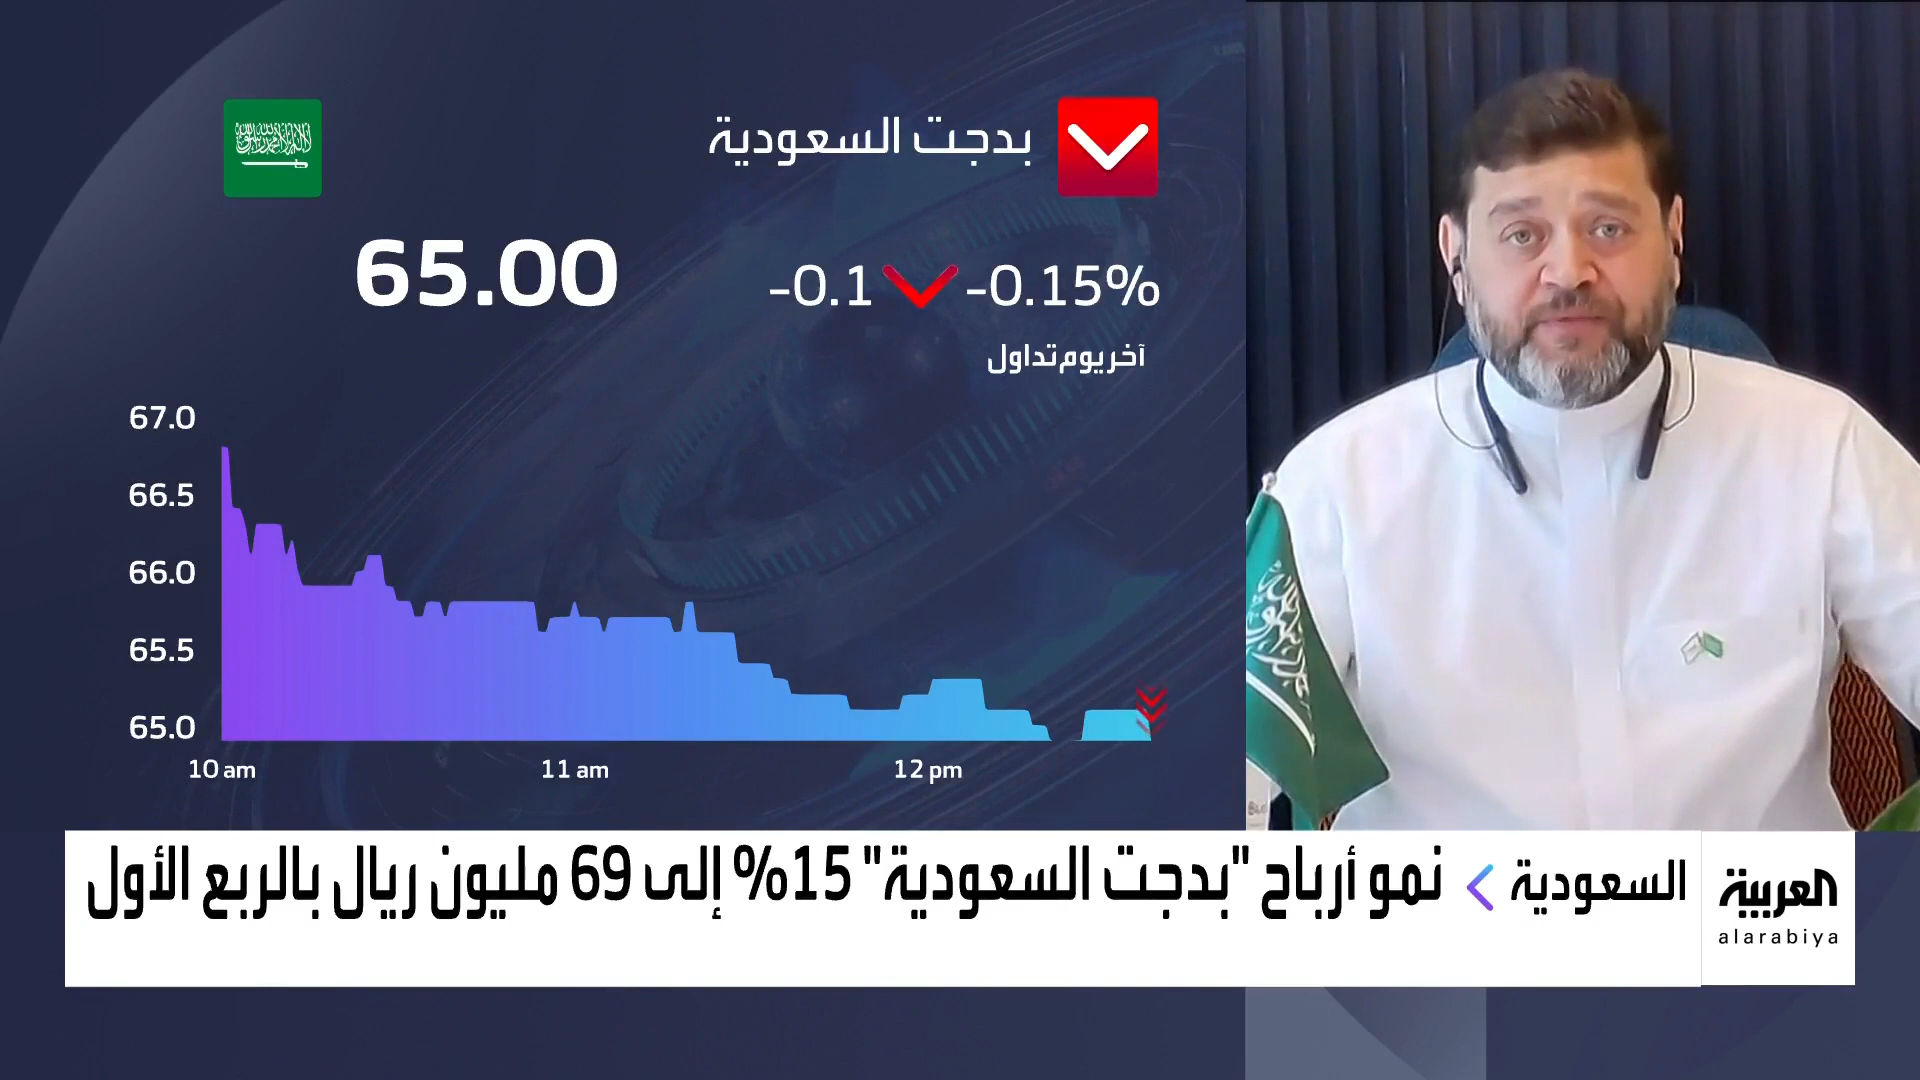 بدجت السعودية
65.00
-0.1
-0.15%
آخر يوم تداول
67.0
66.5
66.0
65.5
65.0
10 am
11 am
12 pm
السعودية
نمو أرباح "بدجت السعودية" 15% إلى 69 مليون ريال بالربع الأول
العربية
alarabiya